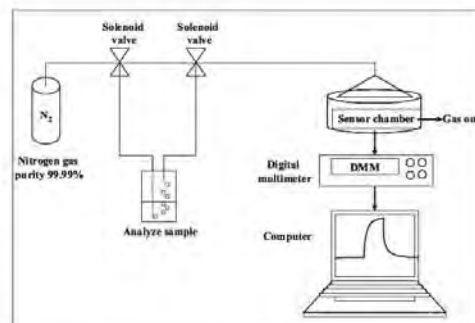 Solenoid
valve
Solenoid
valve
N₂
Sensor chamber
Gas ou
Nitrogen gas
purity 99.99%
Digital
multimeter
DMM
Analyze sample
Computer